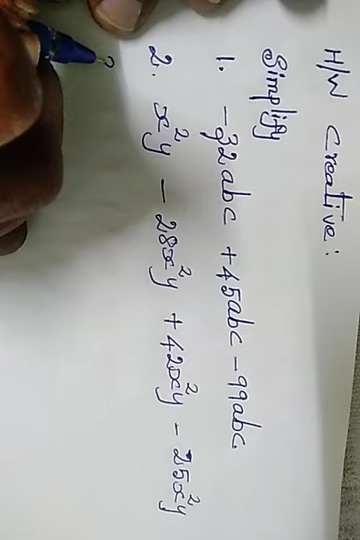 H/W Creative:
Simplify
1. -32abc + 45abc - 99abc
2. x²y - 28x²y + 42x²y - 25x²y